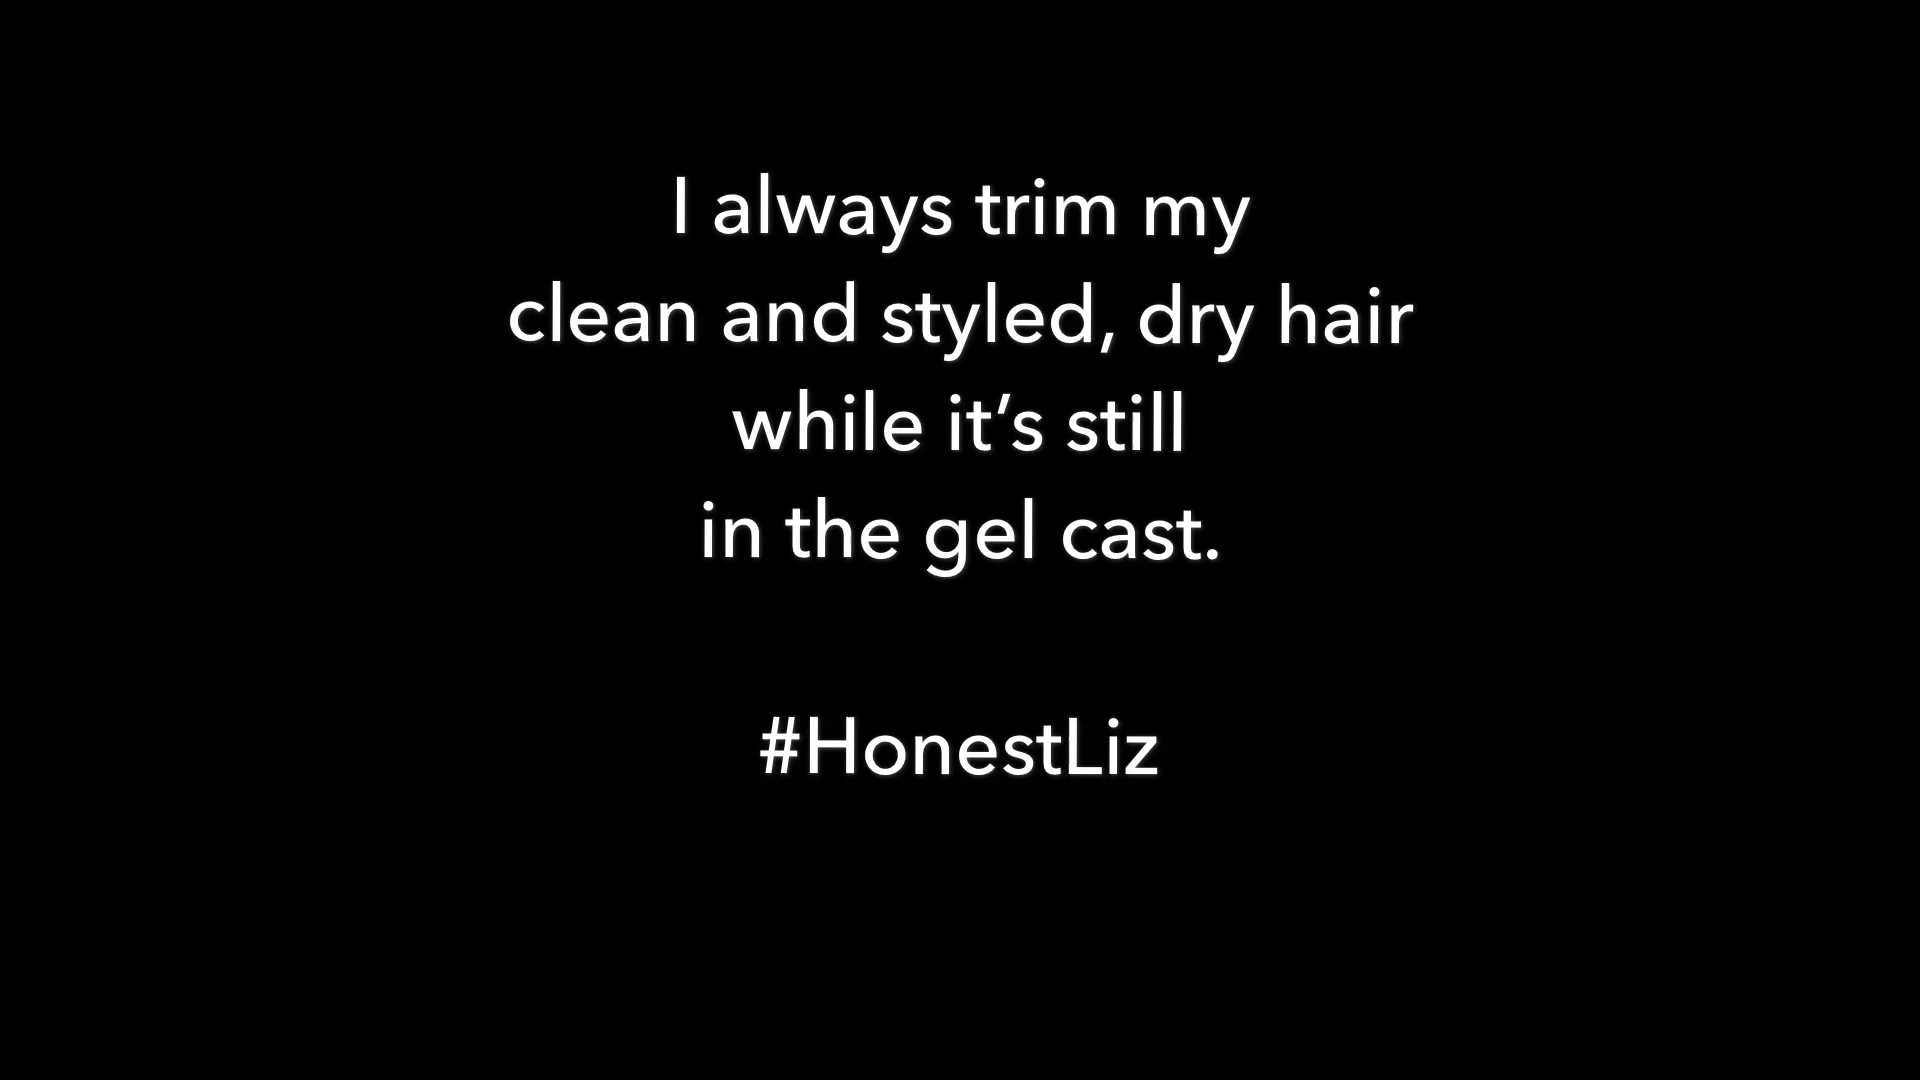 I always trim my
clean and styled, dry hair
while it’s still
in the gel cast.
#HonestLiz